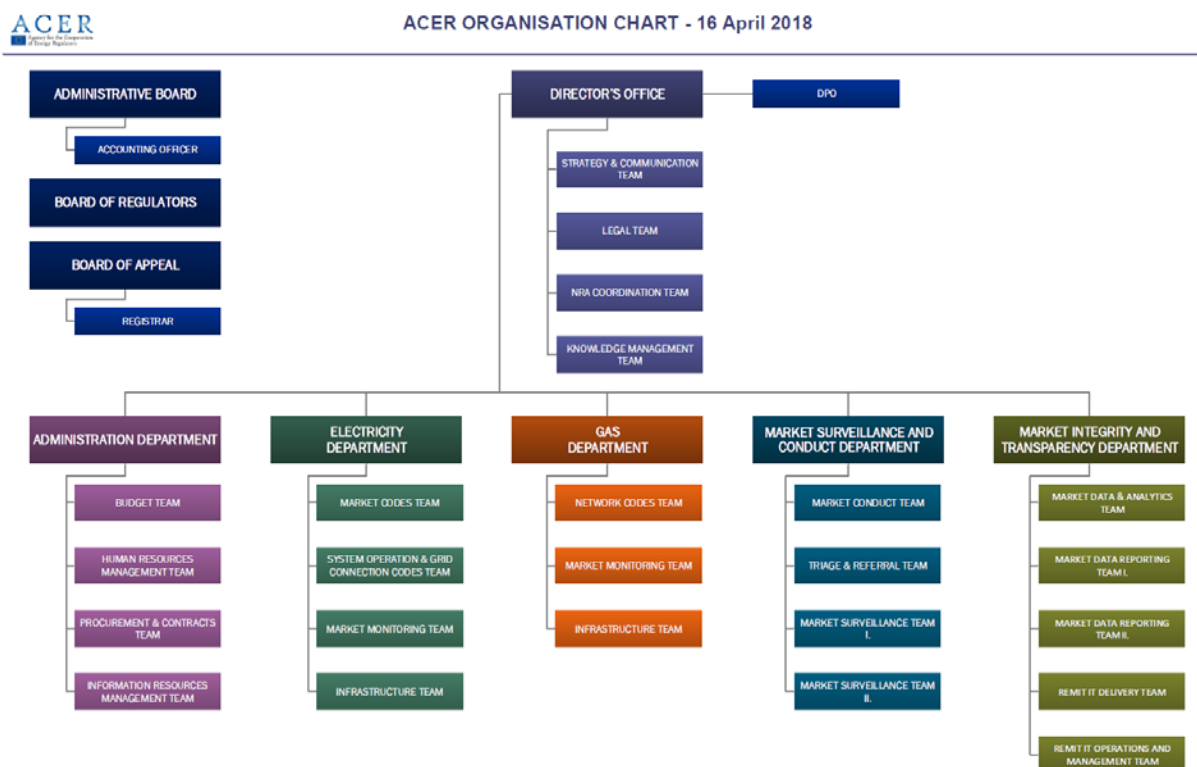 ACER
Agency for the Cooperation
of Energy Regulators
ACER ORGANISATION CHART - 16 April 2018
ADMINISTRATIVE BOARD
ACCOUNTING OFFICER
BOARD OF REGULATORS
BOARD OF APPEAL
REGISTRAR
DIRECTOR'S OFFICE
DPO
STRATEGY & COMMUNICATION
TEAM
LEGAL TEAM
NRA COORDINATION TEAM
KNOWLEDGE MANAGEMENT
TEAM
ADMINISTRATION DEPARTMENT
BUDGET TEAM
HUMAN RESOURCES
MANAGEMENT TEAM
PROCUREMENT & CONTRACTS
TEAM
INFORMATION RESOURCES
MANAGEMENT TEAM
ELECTRICITY
DEPARTMENT
MARKET CODES TEAM
SYSTEM OPERATION & GRID
CONNECTION CODES TEAM
MARKET MONITORING TEAM
INFRASTRUCTURE TEAM
GAS
DEPARTMENT
NETWORK CODES TEAM
MARKET MONITORING TEAM
INFRASTRUCTURE TEAM
MARKET SURVEILLANCE AND
CONDUCT DEPARTMENT
MARKET CONDUCT TEAM
TRIAGE & REFERRAL TEAM
MARKET SURVEILLANCE TEAM
I.
MARKET SURVEILLANCE TEAM
II.
MARKET INTEGRITY AND
TRANSPARENCY DEPARTMENT
MARKET DATA & ANALYTICS
TEAM
MARKET DATA REPORTING
TEAM I.
MARKET DATA REPORTING
TEAM II.
REMIT IT DELIVERY TEAM
REMIT IT OPERATIONS AND
MANAGEMENT TEAM